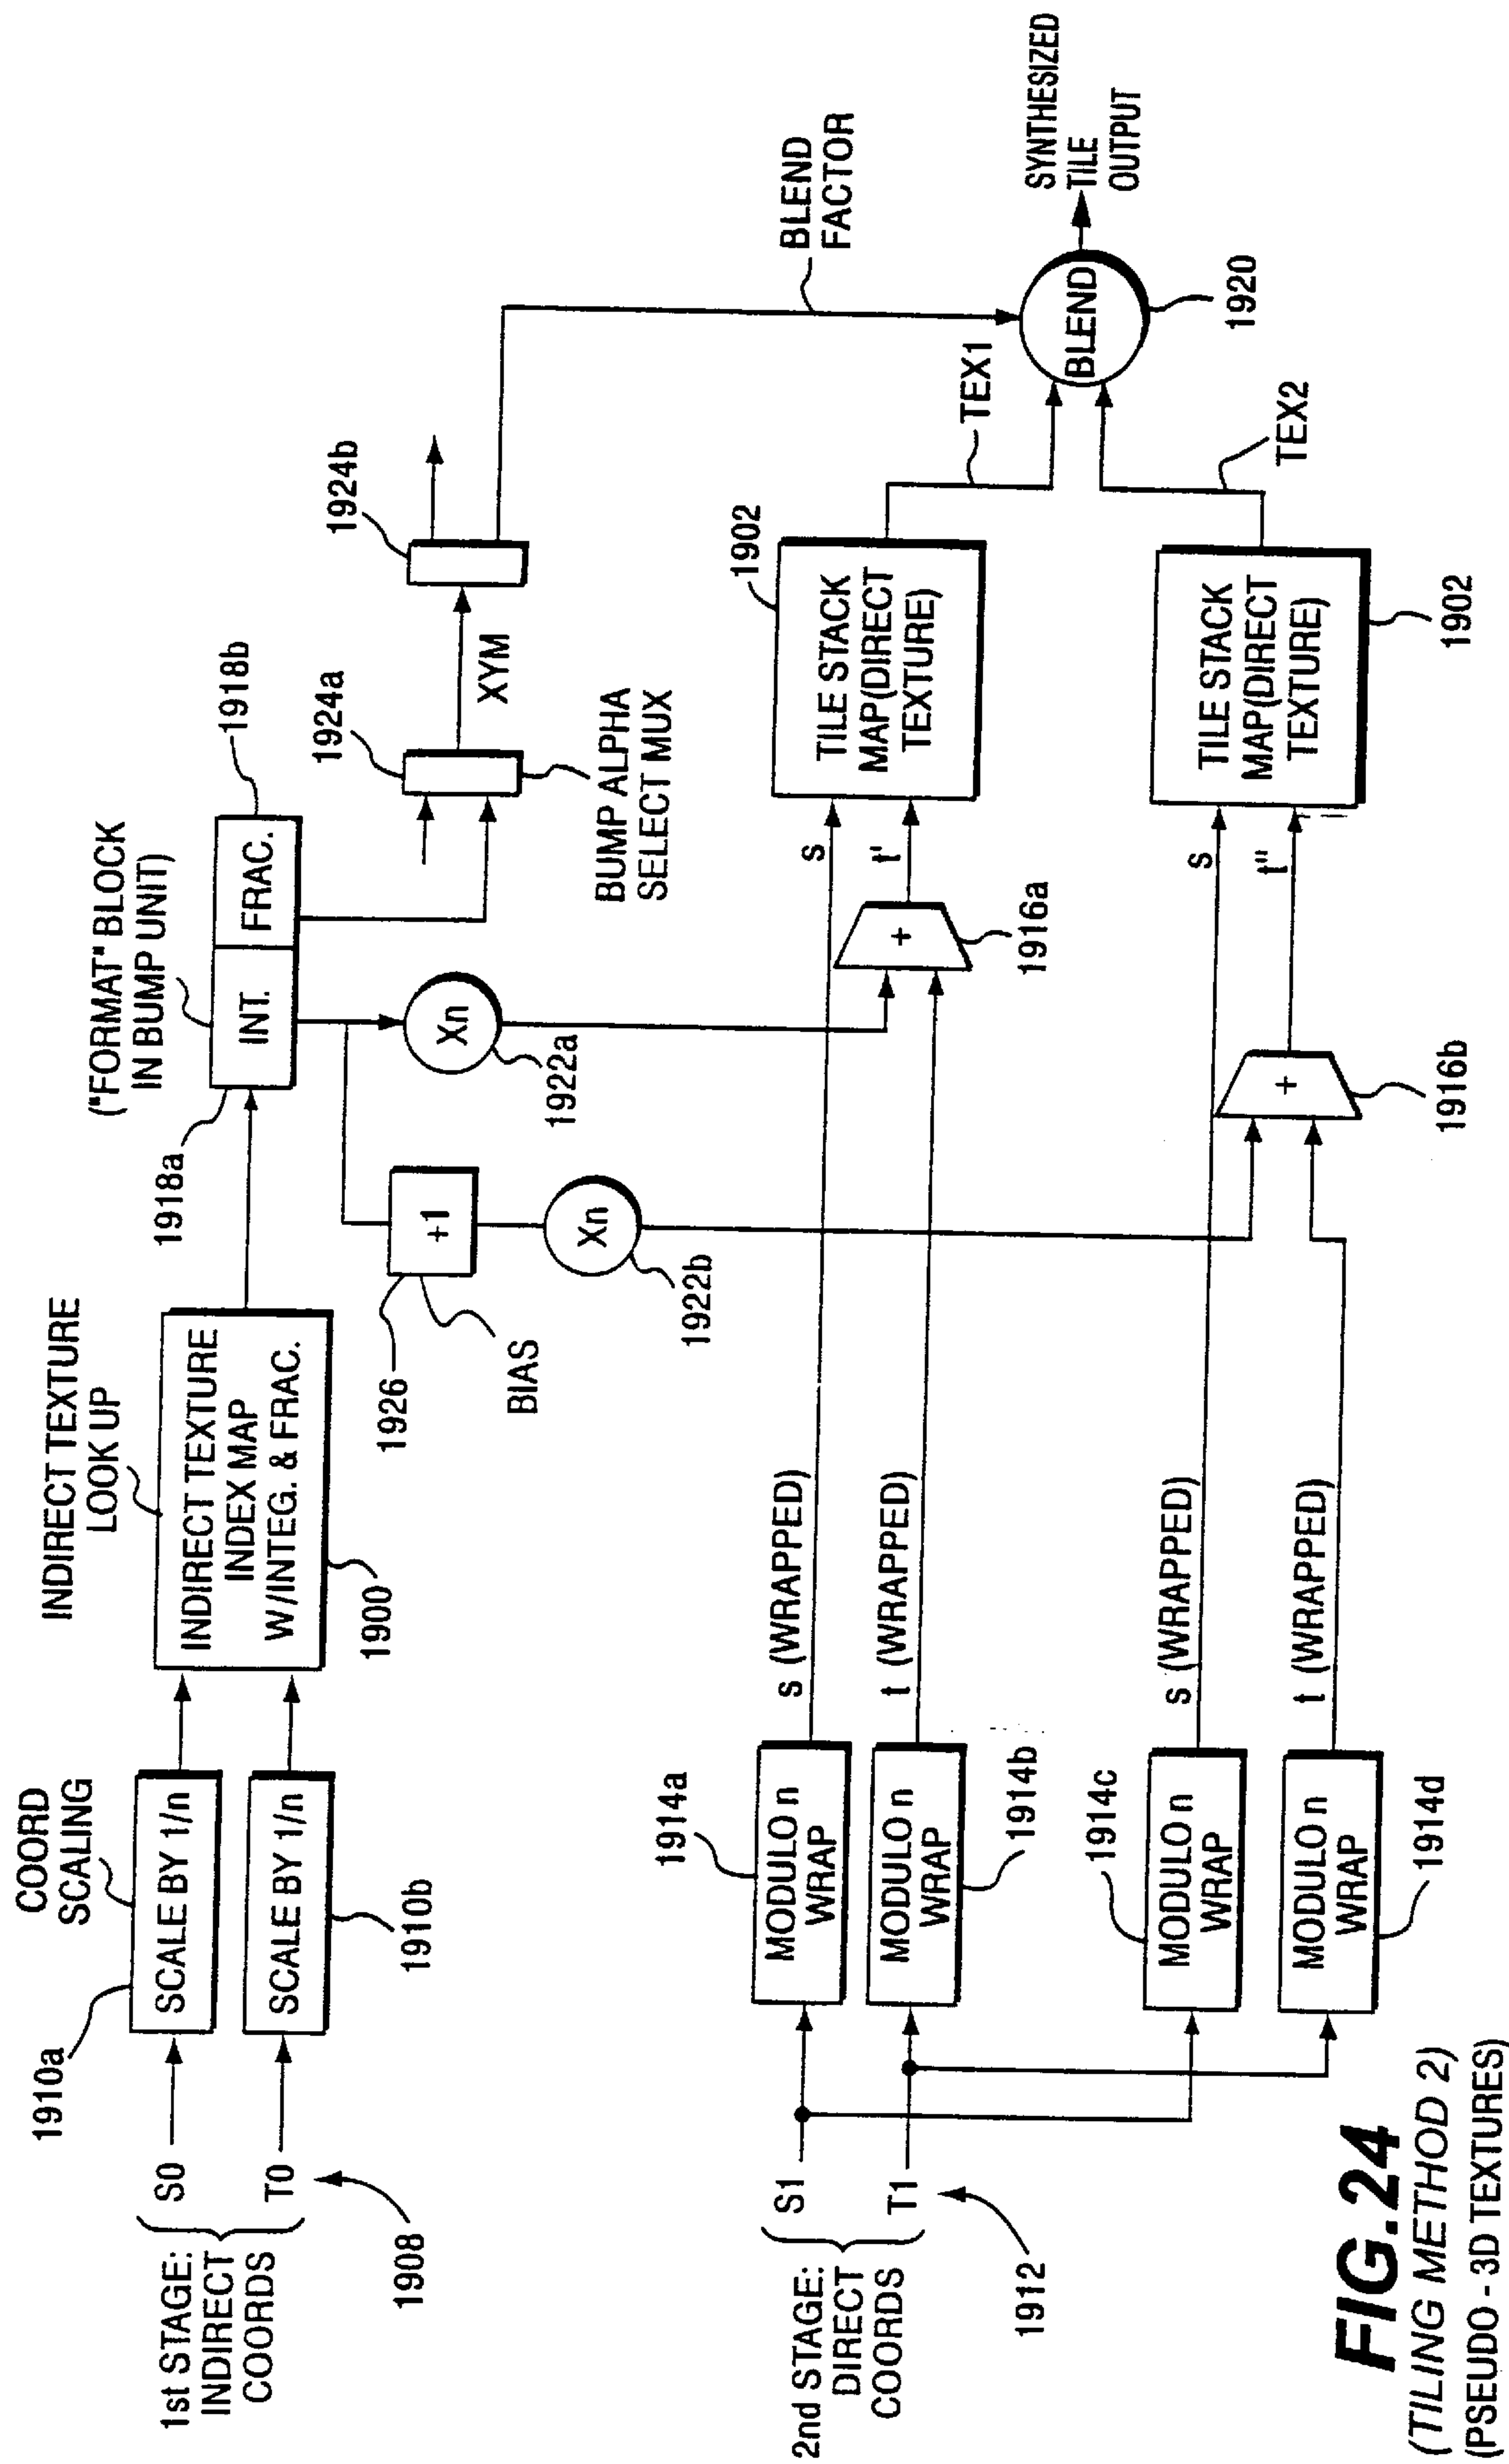 1st STAGE:
INDIRECT
COORDS
S0
T0
1908
1910a
COORD
SCALING
SCALE BY 1/n
SCALE BY 1/n
1910b
INDIRECT TEXTURE
LOOK UP
INDIRECT TEXTURE
INDEX MAP
W/INTEG. & FRAC.
1900
("FORMAT" BLOCK
IN BUMP UNIT)
1918a
INT.
FRAC.
1918b
+1
1926
BIAS
Xn
1922a
Xn
1922b
1924a
BUMP ALPHA
SELECT MUX
XYM
1924b
BLEND
FACTOR
2nd STAGE:
DIRECT
COORDS
S1
T1
1912
1914a
MODULO n
WRAP
MODULO n
WRAP
1914b
1914c
MODULO n
WRAP
MODULO n
WRAP
1914d
s (WRAPPED)
t (WRAPPED)
s (WRAPPED)
t (WRAPPED)
+
1916a
+
1916b
s
t'
s
t"
1902
TILE STACK
MAP(DIRECT
TEXTURE)
TILE STACK
MAP(DIRECT
TEXTURE)
1902
TEX1
TEX2
BLEND
1920
SYNTHESIZED
TILE
OUTPUT
FIG.24
(TILING METHOD 2)
(PSEUDO - 3D TEXTURES)